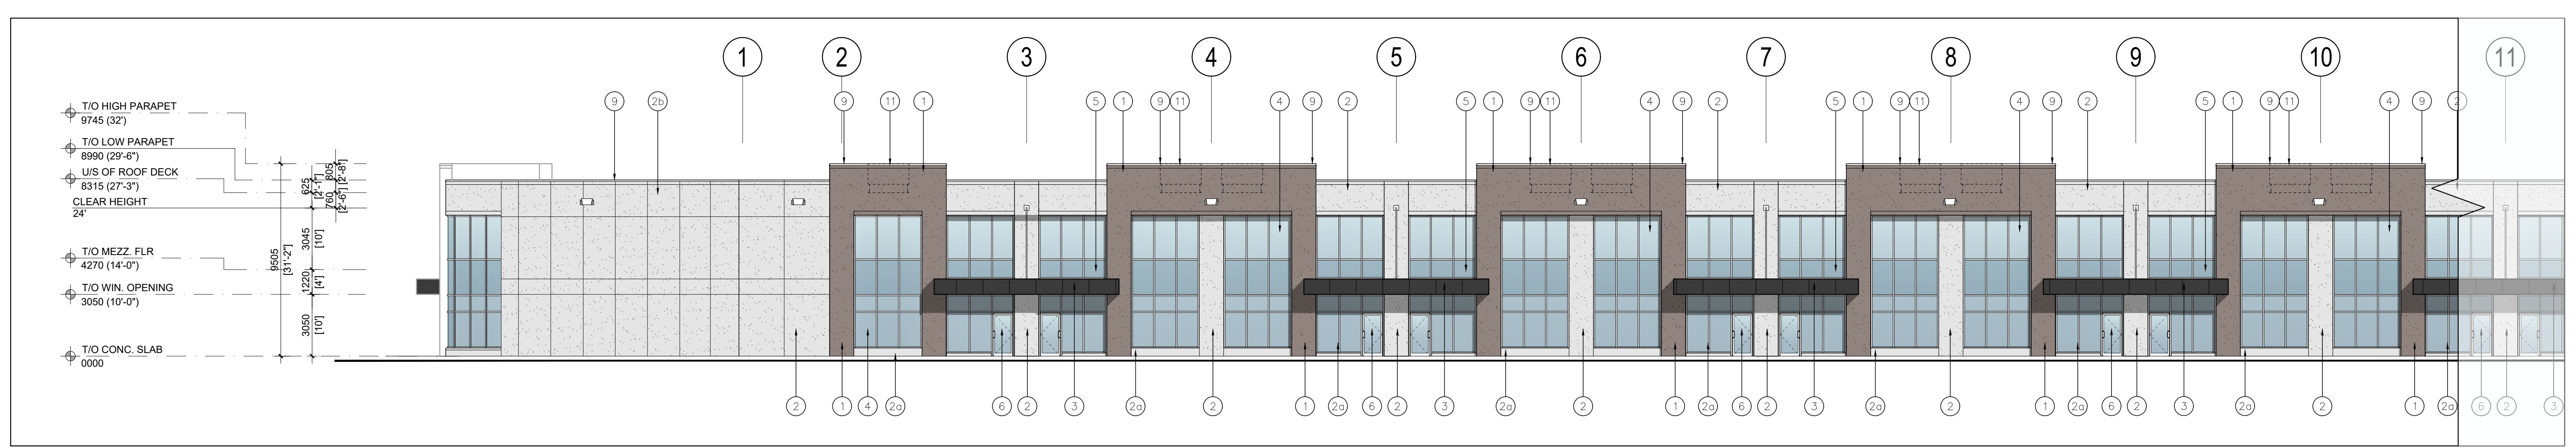 1 2 3 4 5 6 7 8 9 10 11
9 2b 9 11 1 5 1 9 11 4 9 2 5 1 9 11 4 9 2 5 1 9 11 4 9 2 5 1 9 11 4 9 2
T/O HIGH PARAPET
9745 (32')
T/O LOW PARAPET
8990 (29'-6")
U/S OF ROOF DECK
8315 (27'-3")
CLEAR HEIGHT
24'
T/O MEZZ. FLR
4270 (14'-0")
T/O WIN. OPENING
3050 (10'-0")
T/O CONC. SLAB
0000
9505
[31'-2"]
625
[2'-1"]
805
[2'-8"]
760
[2'-6"]
3045
[10']
1220
[4']
3050
[10']
2 1 4 2a 6 2 3 2a 2 1 2a 6 2 3 2a 2 1 2a 6 2 3 2a 2 1 2a 6 2 3 2a 2 1 2a 6 2 3